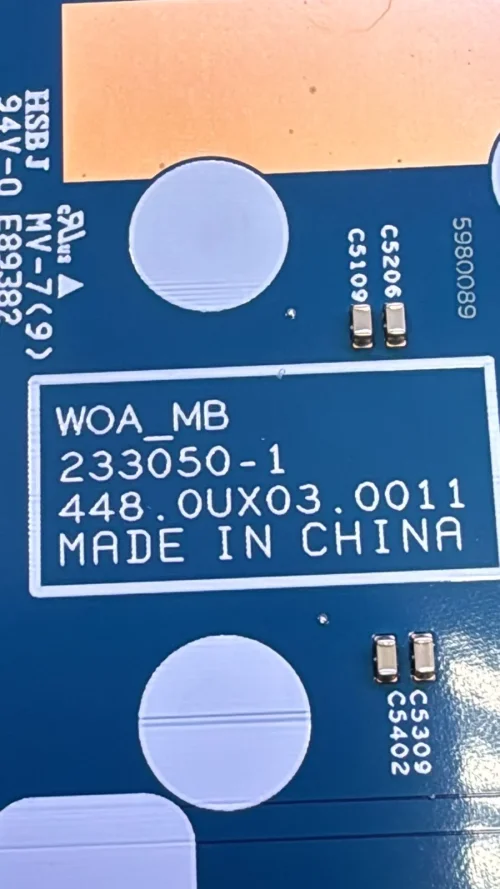 HSBJ MV-7(9)
94V-0 E89382
5980089
C5206
C5109
WOA_MB
233050-1
448.0UX03.0011
MADE IN CHINA
C5309
C5402